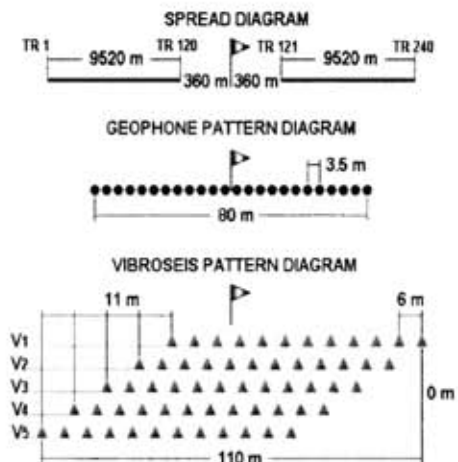 SPREAD DIAGRAM
TR 1 TR 120 TR 121 TR 240
9520 m 9520 m
360 m 360 m
GEOPHONE PATTERN DIAGRAM
3.5 m
80 m
VIBROSEIS PATTERN DIAGRAM
11 m 6 m
V1
V2
V3
0 m
V4
V5
110 m